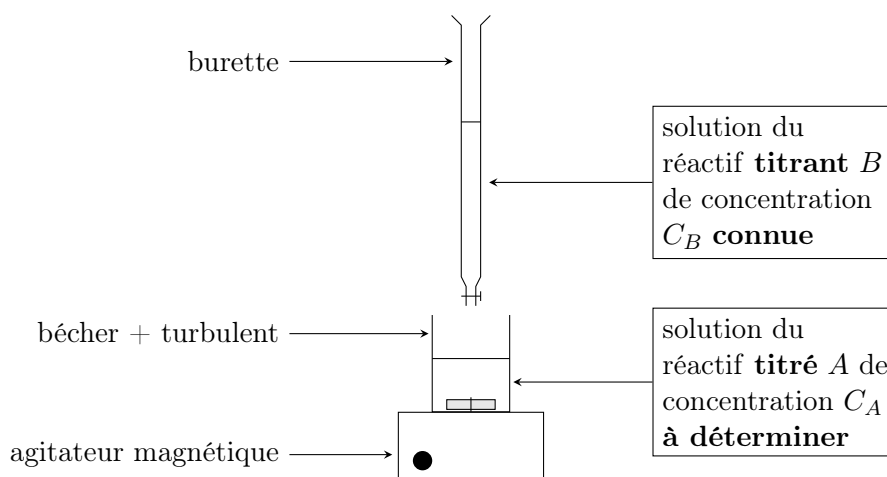 burette
solution du
réactif titrant B
de concentration
C_B connue
bécher + turbulent
solution du
réactif titré A de
concentration C_A
à déterminer
agitateur magnétique